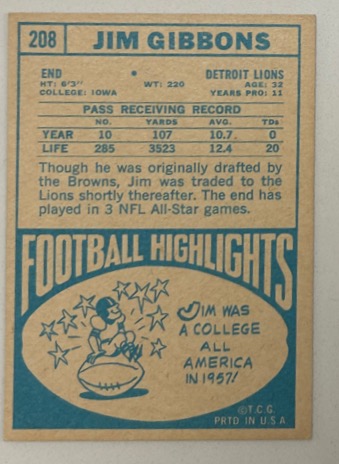 208 JIM GIBBONS
END • DETROIT LIONS
HT: 6'3" WT: 220 AGE: 32
COLLEGE: IOWA YEARS PRO: 11
PASS RECEIVING RECORD
NO. YARDS AVG. TDs
YEAR 10 107 10.7 0
LIFE 285 3523 12.4 20
Though he was originally drafted by
the Browns, Jim was traded to the
Lions shortly thereafter. The end has
played in 3 NFL All-Star games.
FOOTBALL HIGHLIGHTS
JIM WAS
A COLLEGE
ALL
AMERICA
IN 1957!
©T.C.G.
PRTD IN U.S.A